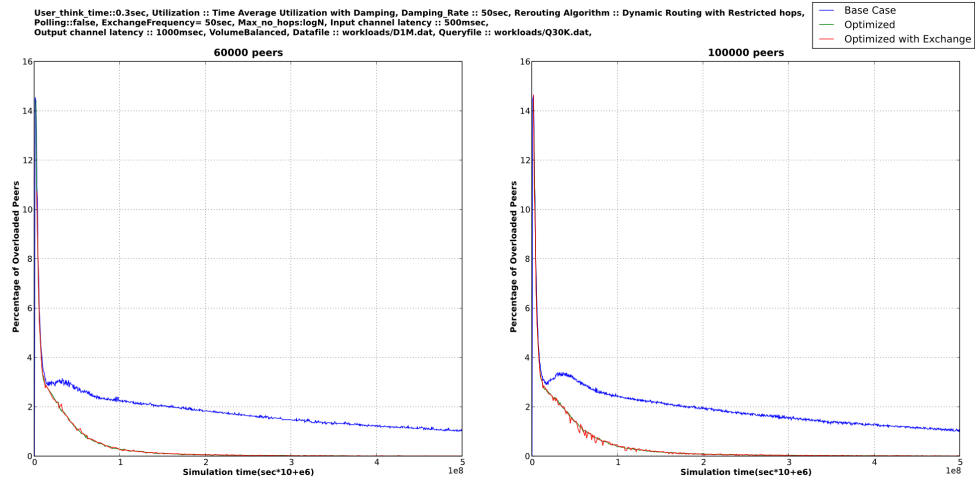 User_think_time::0.3sec, Utilization :: Time Average Utilization with Damping, Damping_Rate :: 50sec, Rerouting Algorithm :: Dynamic Routing with Restricted hops,
Polling::false, ExchangeFrequency= 50sec, Max_no_hops:logN, Input channel latency :: 500msec,
Output channel latency :: 1000msec, VolumeBalanced, Datafile :: workloads/D1M.dat, Queryfile :: workloads/Q30K.dat,
Base Case
Optimized
Optimized with Exchange
60000 peers
Percentage of Overloaded Peers
16
14
12
10
8
6
4
2
0
0 1 2 3 4 5
1e8
Simulation time(sec*10+e6)
100000 peers
Percentage of Overloaded Peers
16
14
12
10
8
6
4
2
0
0 1 2 3 4 5
1e8
Simulation time(sec*10+e6)